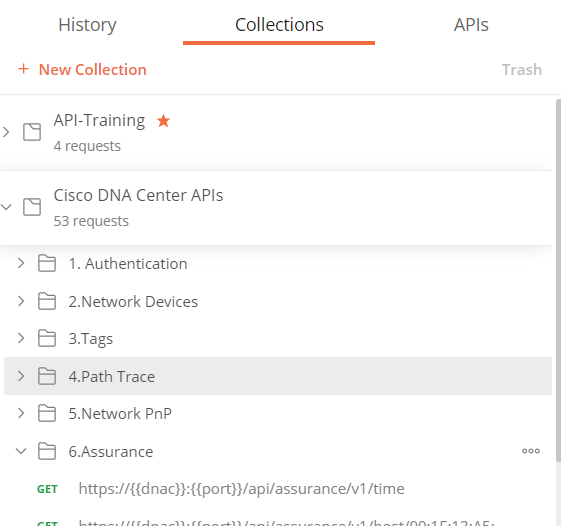 History Collections APIs
+ New Collection Trash
API-Training
4 requests
Cisco DNA Center APIs
53 requests
1. Authentication
2.Network Devices
3.Tags
4.Path Trace
5.Network PnP
6.Assurance
GET https://{{dnac}}:{{port}}/api/assurance/v1/time
GET https://{{dnac}}:{{port}}/api/assurance/v1/host/00:1E:13:A5: